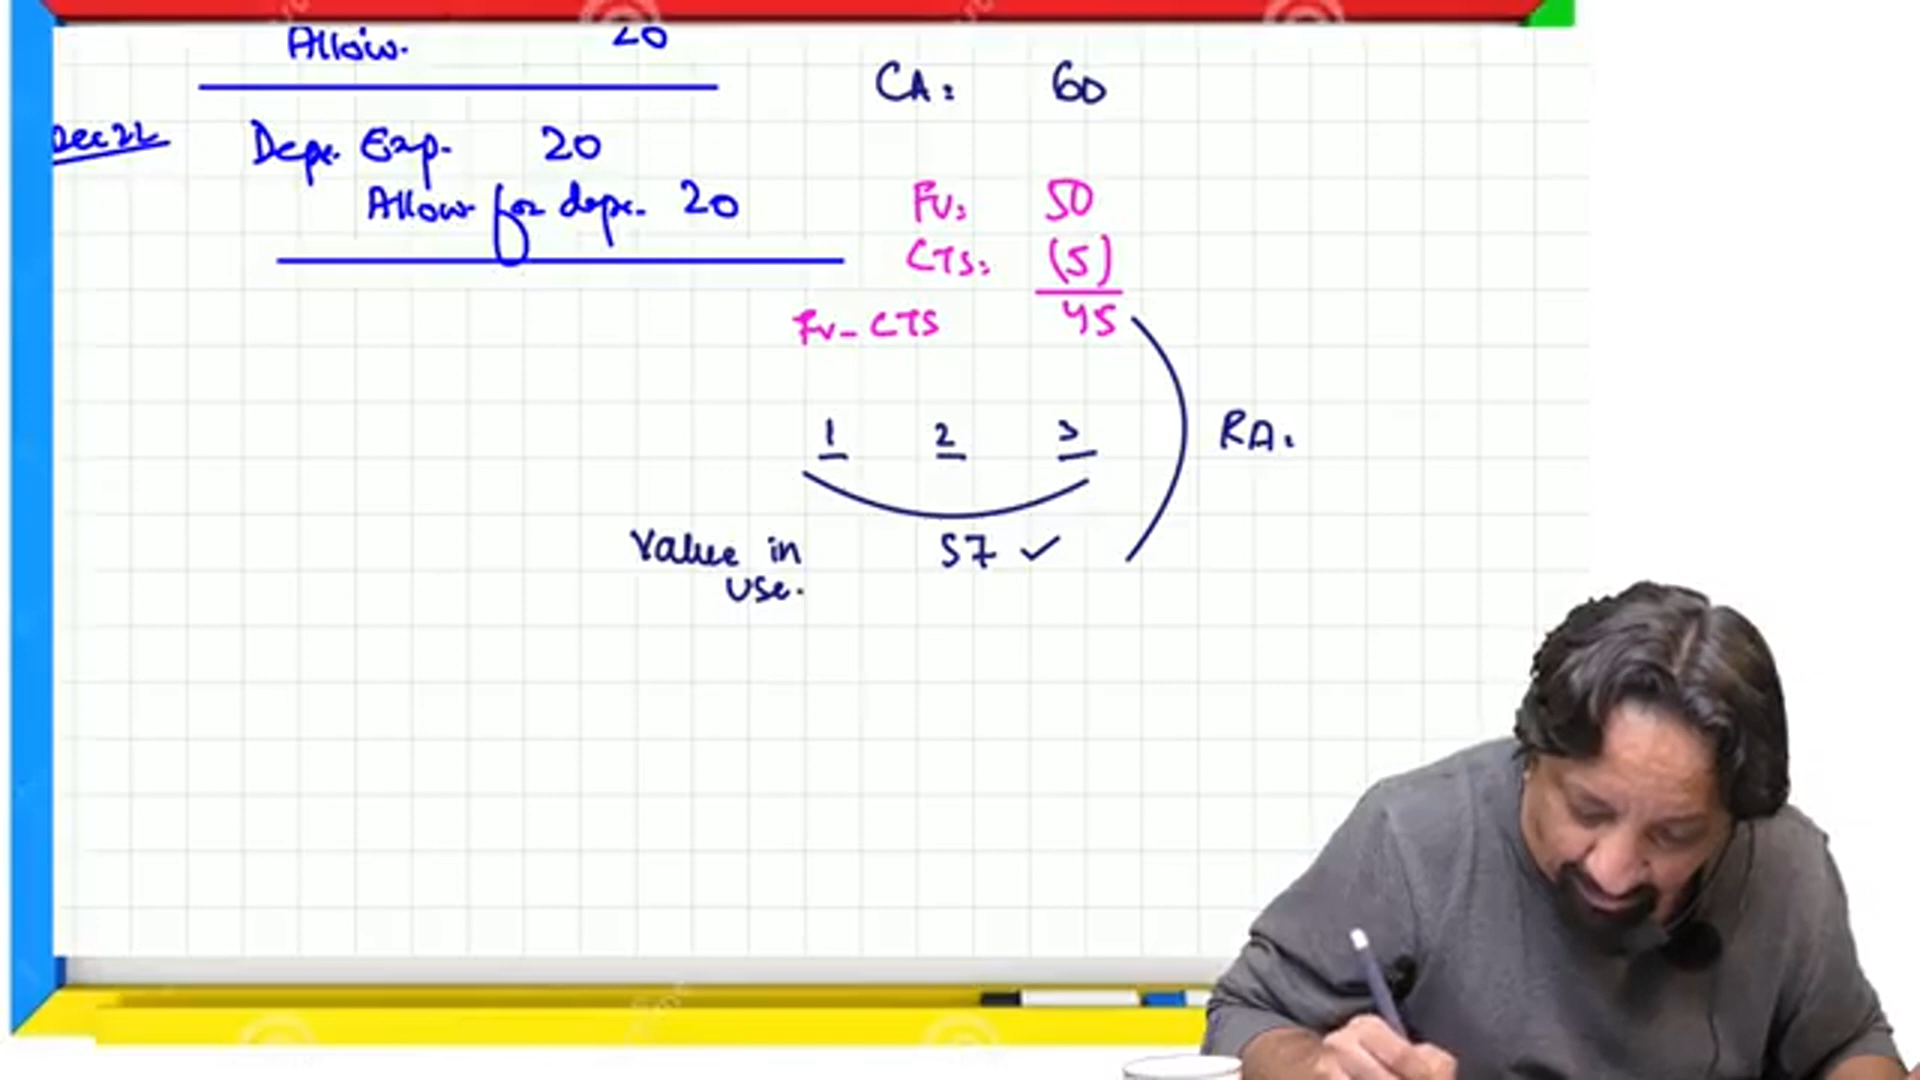 Allow. 20
CA: 60
Dec 22 Depr. Exp. 20
Allow for depr. 20
FV: 50
CTS: (5)
FV - CTS 45
1 2 3
RA:
Value in 57 ✓
use.